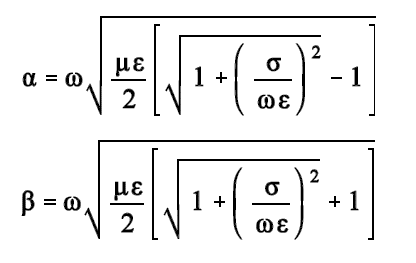 α = ω√(με/2 [√(1 + (σ/ωε)²) − 1])
β = ω√(με/2 [√(1 + (σ/ωε)²) + 1])